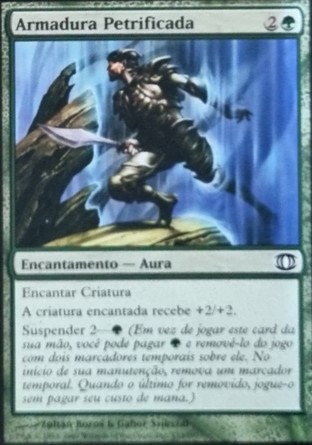 Armadura Petrificada 2
Encantamento — Aura
Encantar Criatura
A criatura encantada recebe +2/+2.
Suspender 2— (Em vez de jogar este card da
sua mão, você pode pagar e removê-lo do jogo
com dois marcadores temporais sobre ele. No
início de sua manutenção, remova um marcador
temporal. Quando o último for removido, jogue-o
sem pagar seu custo de mana.)
Zoltan Boros & Gabor Szikszai